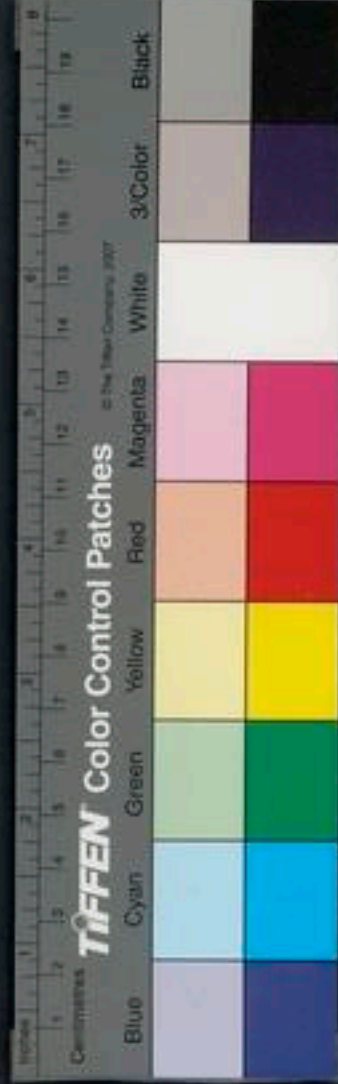 Inches 1 2 3 4 5 6 7 8
Centimetres 1 2 3 4 5 6 7 8 9 10 11 12 13 14 15 16 17 18 19
TIFFEN Color Control Patches © The Tiffen Company, 2007
Blue Cyan Green Yellow Red Magenta White 3/Color Black